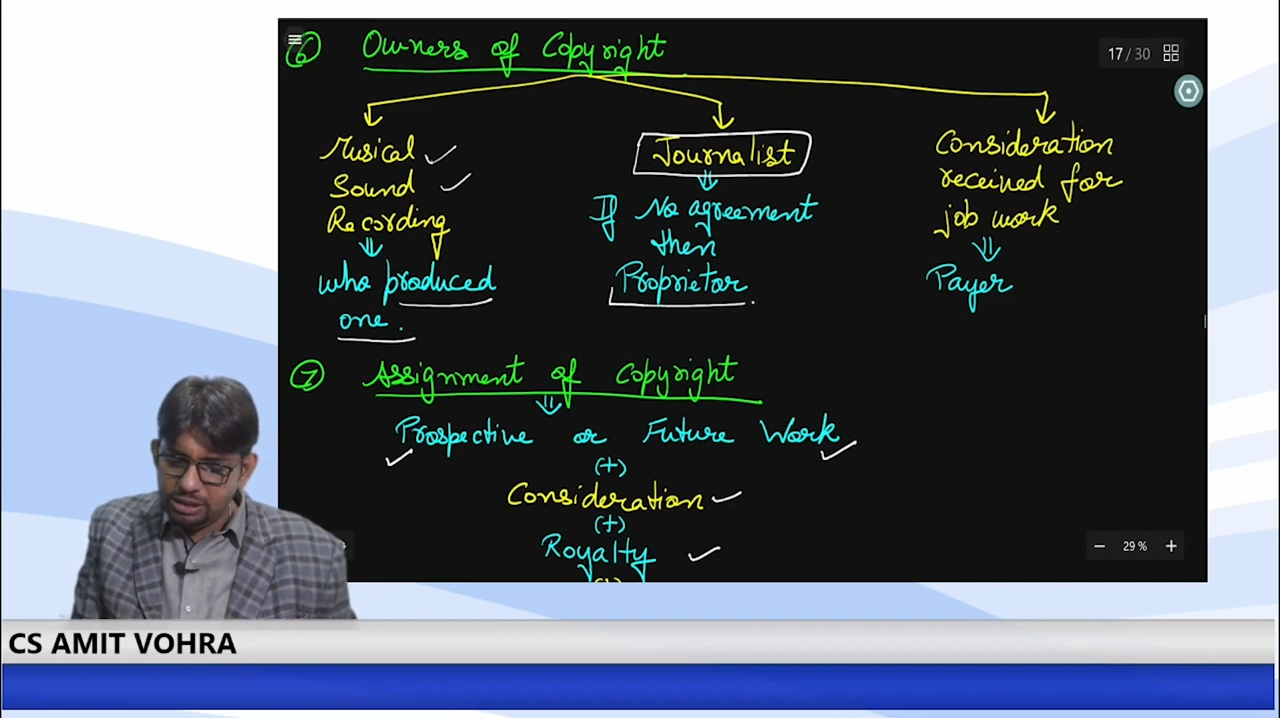 ⑥ Owners of Copyright
17 / 30
Musical
Sound
Recording
who produced
one.
Journalist
If No agreement
then
Proprietor
Consideration
received for
job work
Payer
⑦ Assignment of Copyright
Prospective or Future Work
(+)
Consideration
(+)
Royalty
29 %
CS AMIT VOHRA